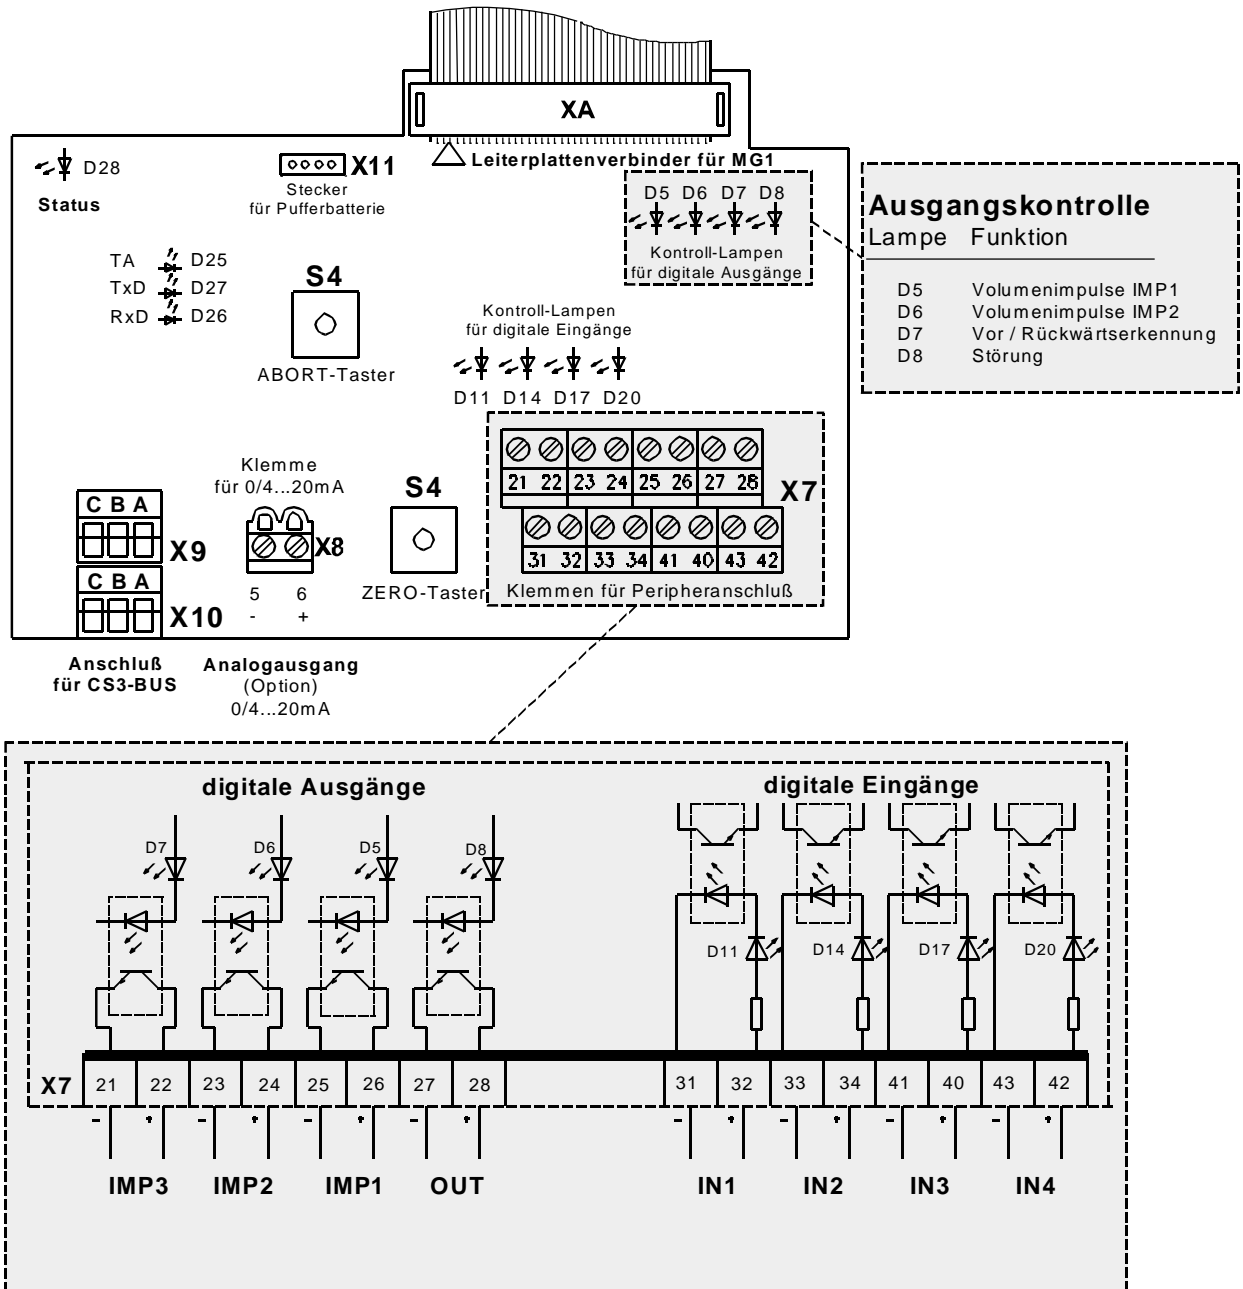 XA
D28
X11
Leiterplattenverbinder für MG1
Status
Stecker
für Pufferbatterie
D5 D6 D7 D8
Kontroll-Lampen
für digitale Ausgänge
Ausgangskontrolle
Lampe Funktion
D5 Volumenimpulse IMP1
D6 Volumenimpulse IMP2
D7 Vor / Rückwärtserkennung
D8 Störung
TA D25
TxD D27
RxD D26
S4
ABORT-Taster
Kontroll-Lampen
für digitale Eingänge
D11 D14 D17 D20
Klemme
für 0/4...20mA
S4
21 22 23 24 25 26 27 28
X7
C B A
X9
X8
31 32 33 34 41 40 43 42
C B A
X10
5 6
- +
ZERO-Taster
Klemmen für Peripheranschluß
Anschluß
für CS3-BUS
Analogausgang
(Option)
0/4...20mA
digitale Ausgänge
digitale Eingänge
D7 D6 D5 D8
D11 D14 D17 D20
X7 21 22 23 24 25 26 27 28 31 32 33 34 41 40 43 42
- + - + - + - + - + - + - + - +
IMP3 IMP2 IMP1 OUT IN1 IN2 IN3 IN4